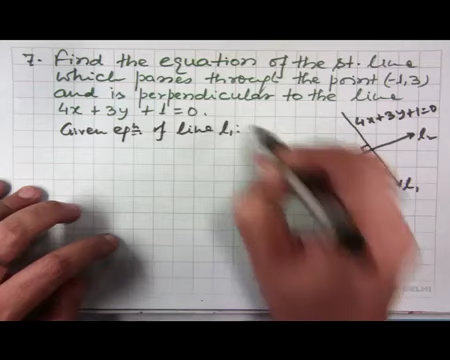 7. Find the equation of the st. line
which passes through the point (-1,3)
and is perpendicular to the line
4x + 3y + 1 = 0.
4x+3y+1=0
Given eqn of line l₁:
l₂
l₁